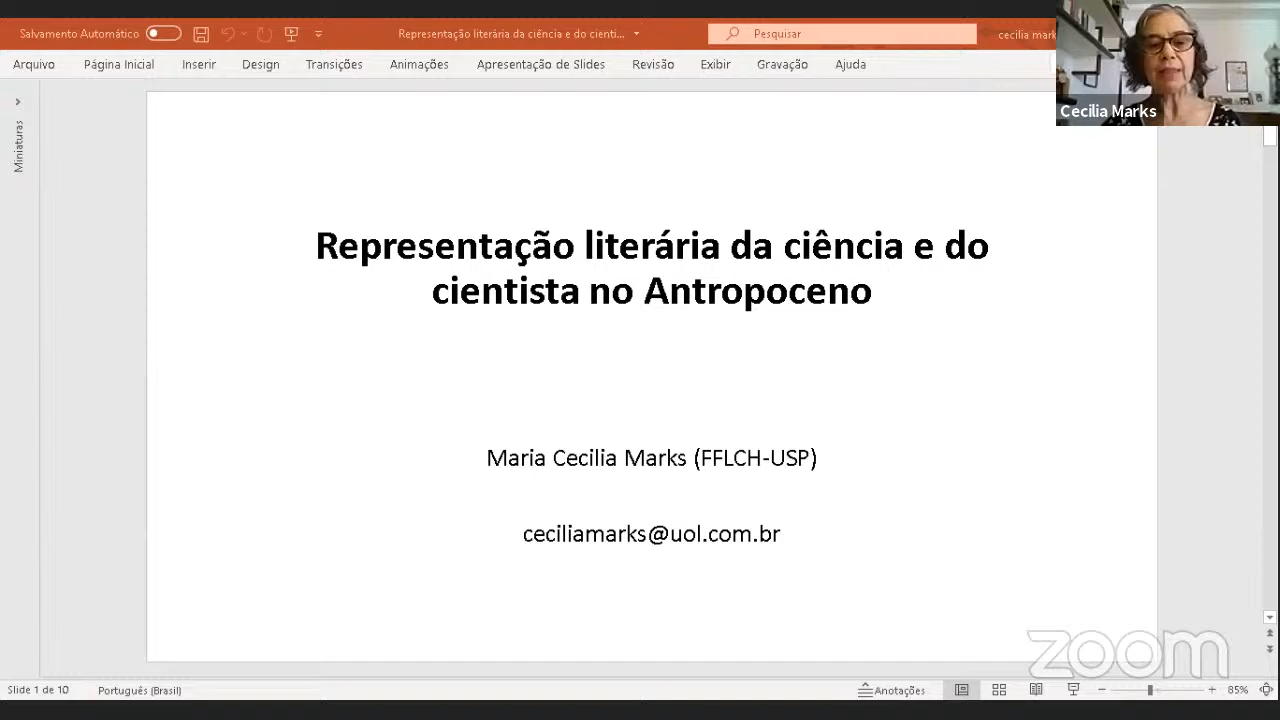 Salvamento Automático
Representação literária da ciência e do cienti...
Pesquisar
cecilia mark
Arquivo
Página Inicial
Inserir
Design
Transições
Animações
Apresentação de Slides
Revisão
Exibir
Gravação
Ajuda
Cecilia Marks
Miniaturas
Representação literária da ciência e do
cientista no Antropoceno
Maria Cecilia Marks (FFLCH-USP)
ceciliamarks@uol.com.br
zoom
Slide 1 de 10
Português (Brasil)
Anotações
85%